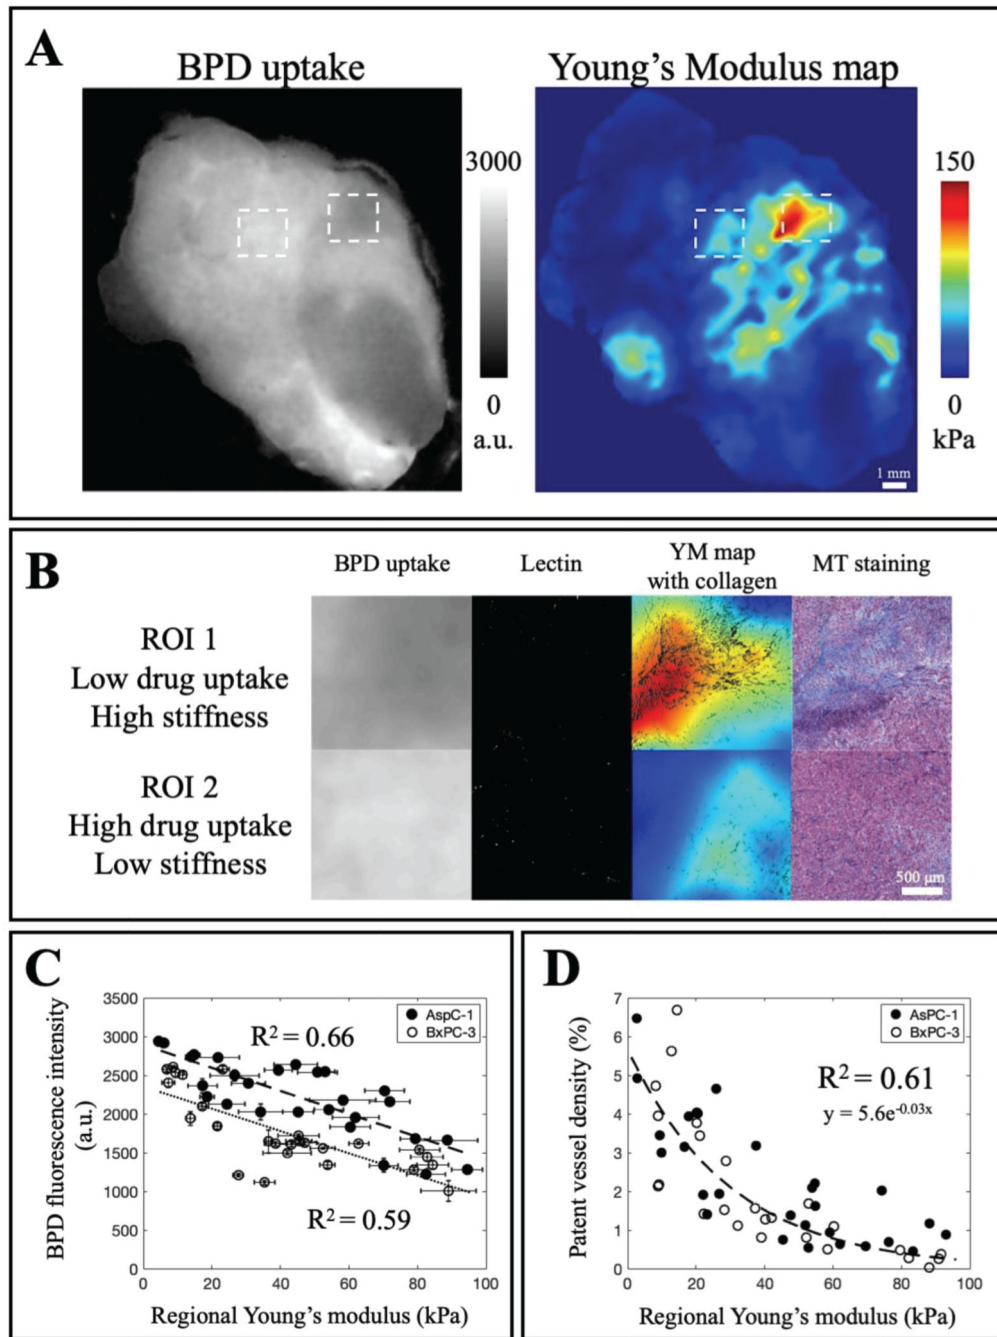 A
BPD uptake
Young's Modulus map
3000
0
a.u.
150
0
kPa
1 mm
B
BPD uptake
Lectin
YM map
with collagen
MT staining
ROI 1
Low drug uptake
High stiffness
ROI 2
High drug uptake
Low stiffness
500 μm
C
BPD fluorescence intensity
(a.u.)
3500
3000
2500
2000
1500
1000
500
0
AspC-1
BxPC-3
R² = 0.66
R² = 0.59
0 20 40 60 80 100
Regional Young's modulus (kPa)
D
Patent vessel density (%)
7
6
5
4
3
2
1
0
AsPC-1
BxPC-3
R² = 0.61
y = 5.6e^-0.03x
0 20 40 60 80 100
Regional Young's modulus (kPa)